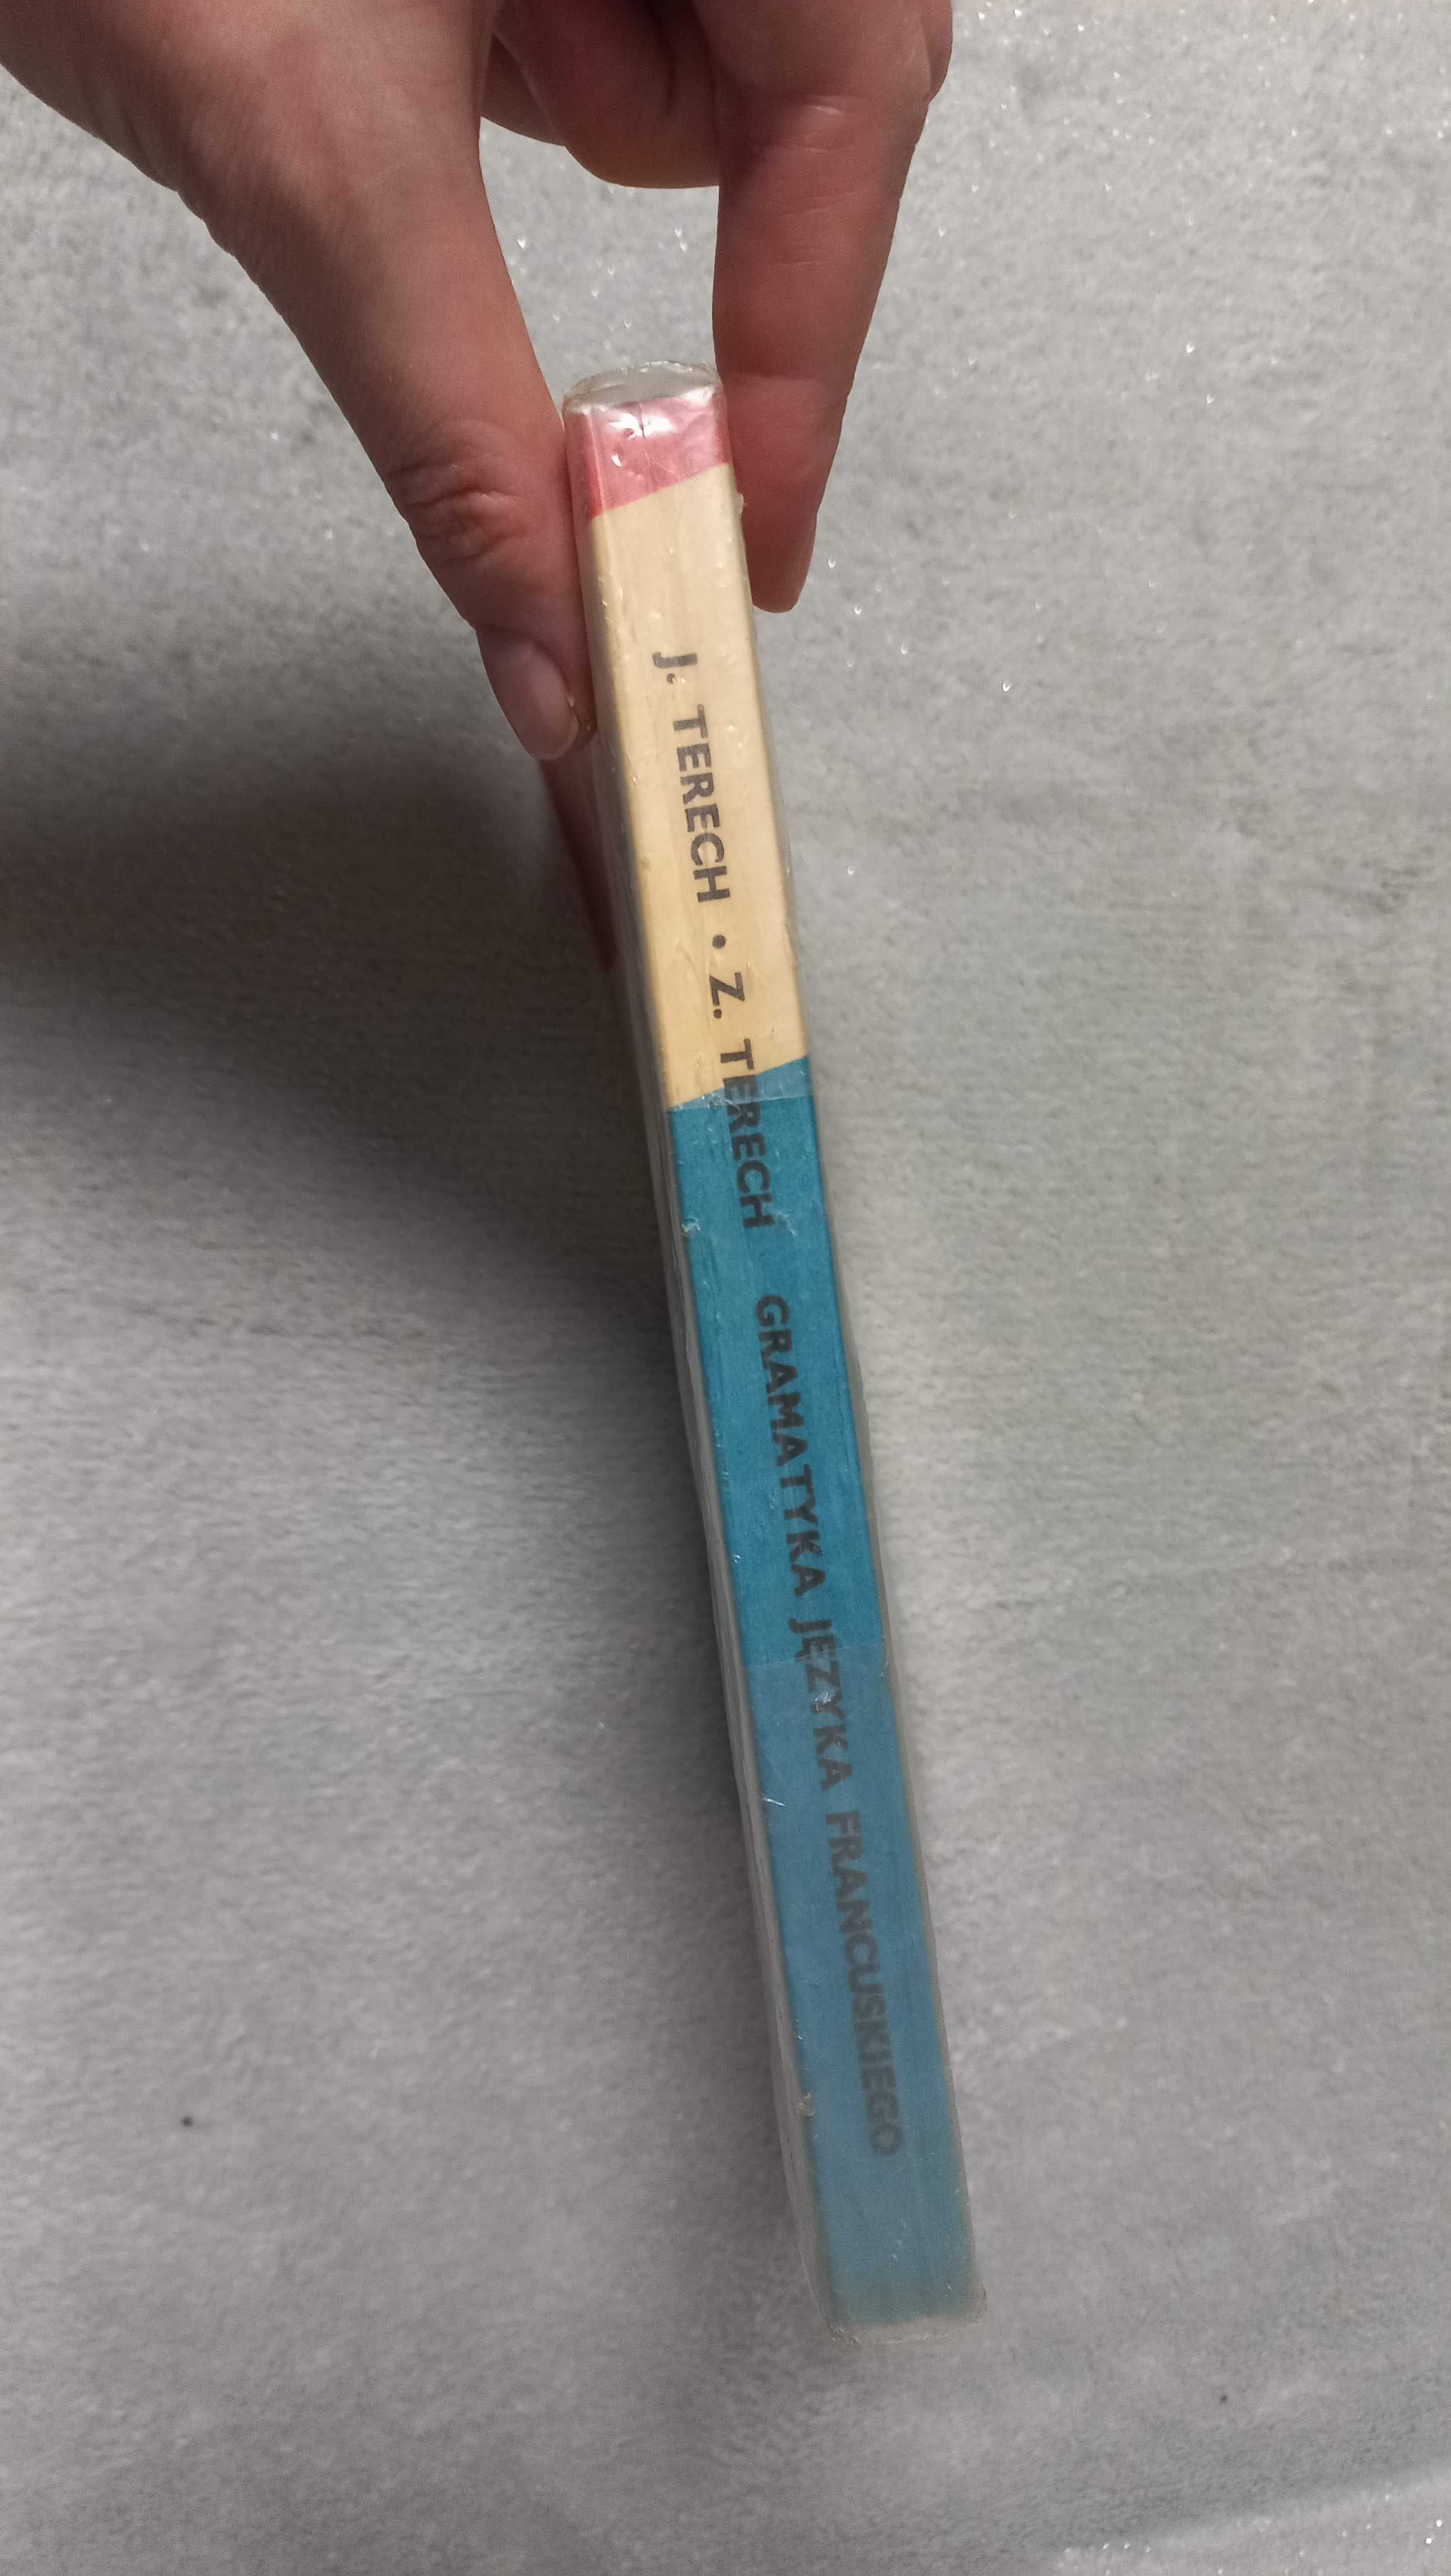 J. TERECH • Z. TERECH GRAMATYKA JĘZYKA FRANCUSKIEGO